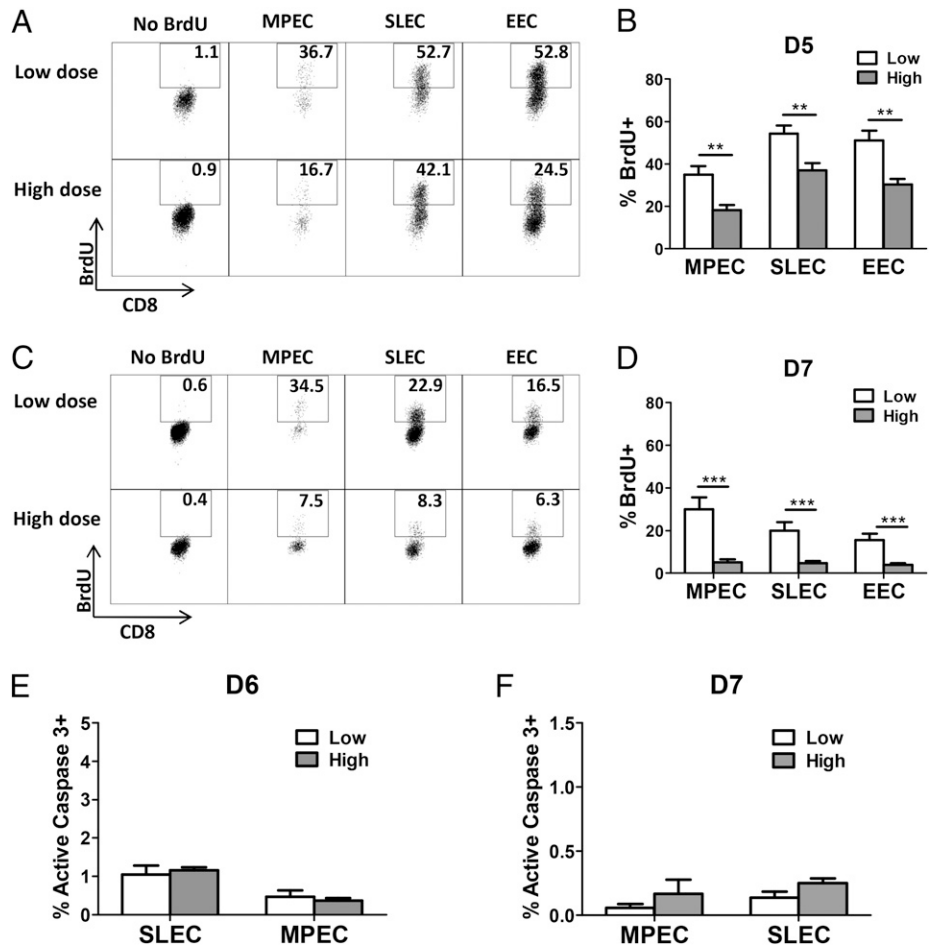 A
No BrdU MPEC SLEC EEC
Low dose 1.1 36.7 52.7 52.8
High dose 0.9 16.7 42.1 24.5
BrdU
CD8
B
D5
Low
High
% BrdU+
80
60
40
20
0
** ** **
MPEC SLEC EEC
C
No BrdU MPEC SLEC EEC
Low dose 0.6 34.5 22.9 16.5
High dose 0.4 7.5 8.3 6.3
BrdU
CD8
D
D7
Low
High
% BrdU+
80
60
40
20
0
*** *** ***
MPEC SLEC EEC
E
D6
Low
High
% Active Caspase 3+
5
4
3
2
1
0
SLEC MPEC
F
D7
Low
High
% Active Caspase 3+
1.5
1.0
0.5
0.0
MPEC SLEC